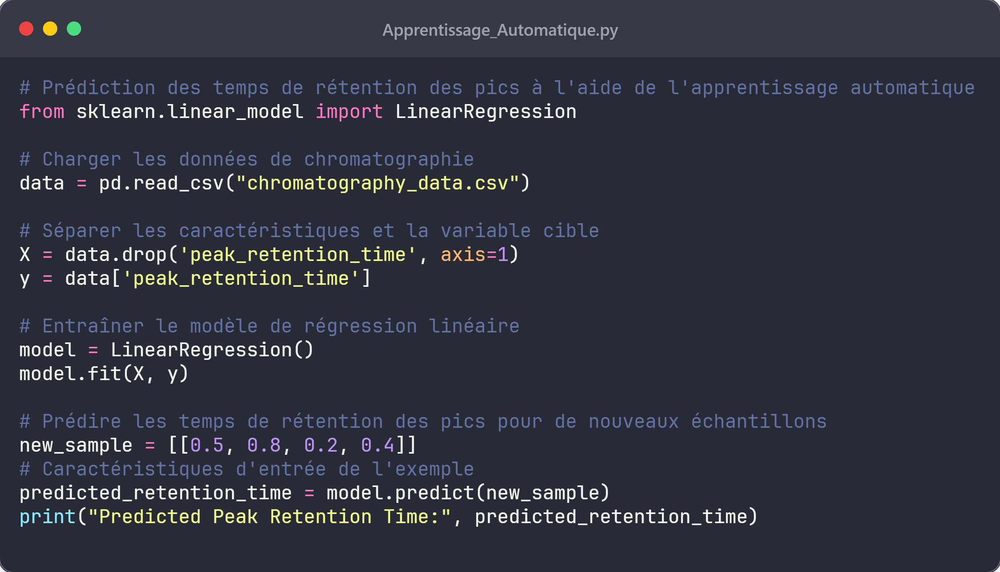 Apprentissage_Automatique.py
# Prédiction des temps de rétention des pics à l'aide de l'apprentissage automatique
from sklearn.linear_model import LinearRegression
# Charger les données de chromatographie
data = pd.read_csv("chromatography_data.csv")
# Séparer les caractéristiques et la variable cible
X = data.drop('peak_retention_time', axis=1)
y = data['peak_retention_time']
# Entraîner le modèle de régression linéaire
model = LinearRegression()
model.fit(X, y)
# Prédire les temps de rétention des pics pour de nouveaux échantillons
new_sample = [[0.5, 0.8, 0.2, 0.4]]
# Caractéristiques d'entrée de l'exemple
predicted_retention_time = model.predict(new_sample)
print("Predicted Peak Retention Time:", predicted_retention_time)